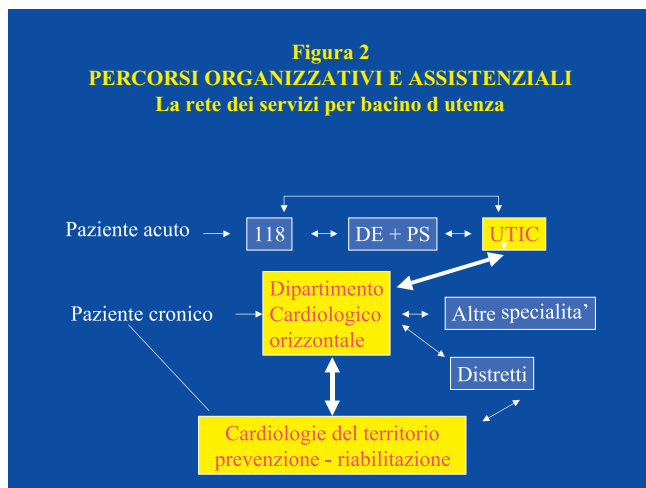 Figura 2
PERCORSI ORGANIZZATIVI E ASSISTENZIALI
La rete dei servizi per bacino d utenza
Paziente acuto
118
DE + PS
UTIC
Dipartimento
Cardiologico
orizzontale
Paziente cronico
Altre specialita’
Distretti
Cardiologie del territorio
prevenzione - riabilitazione